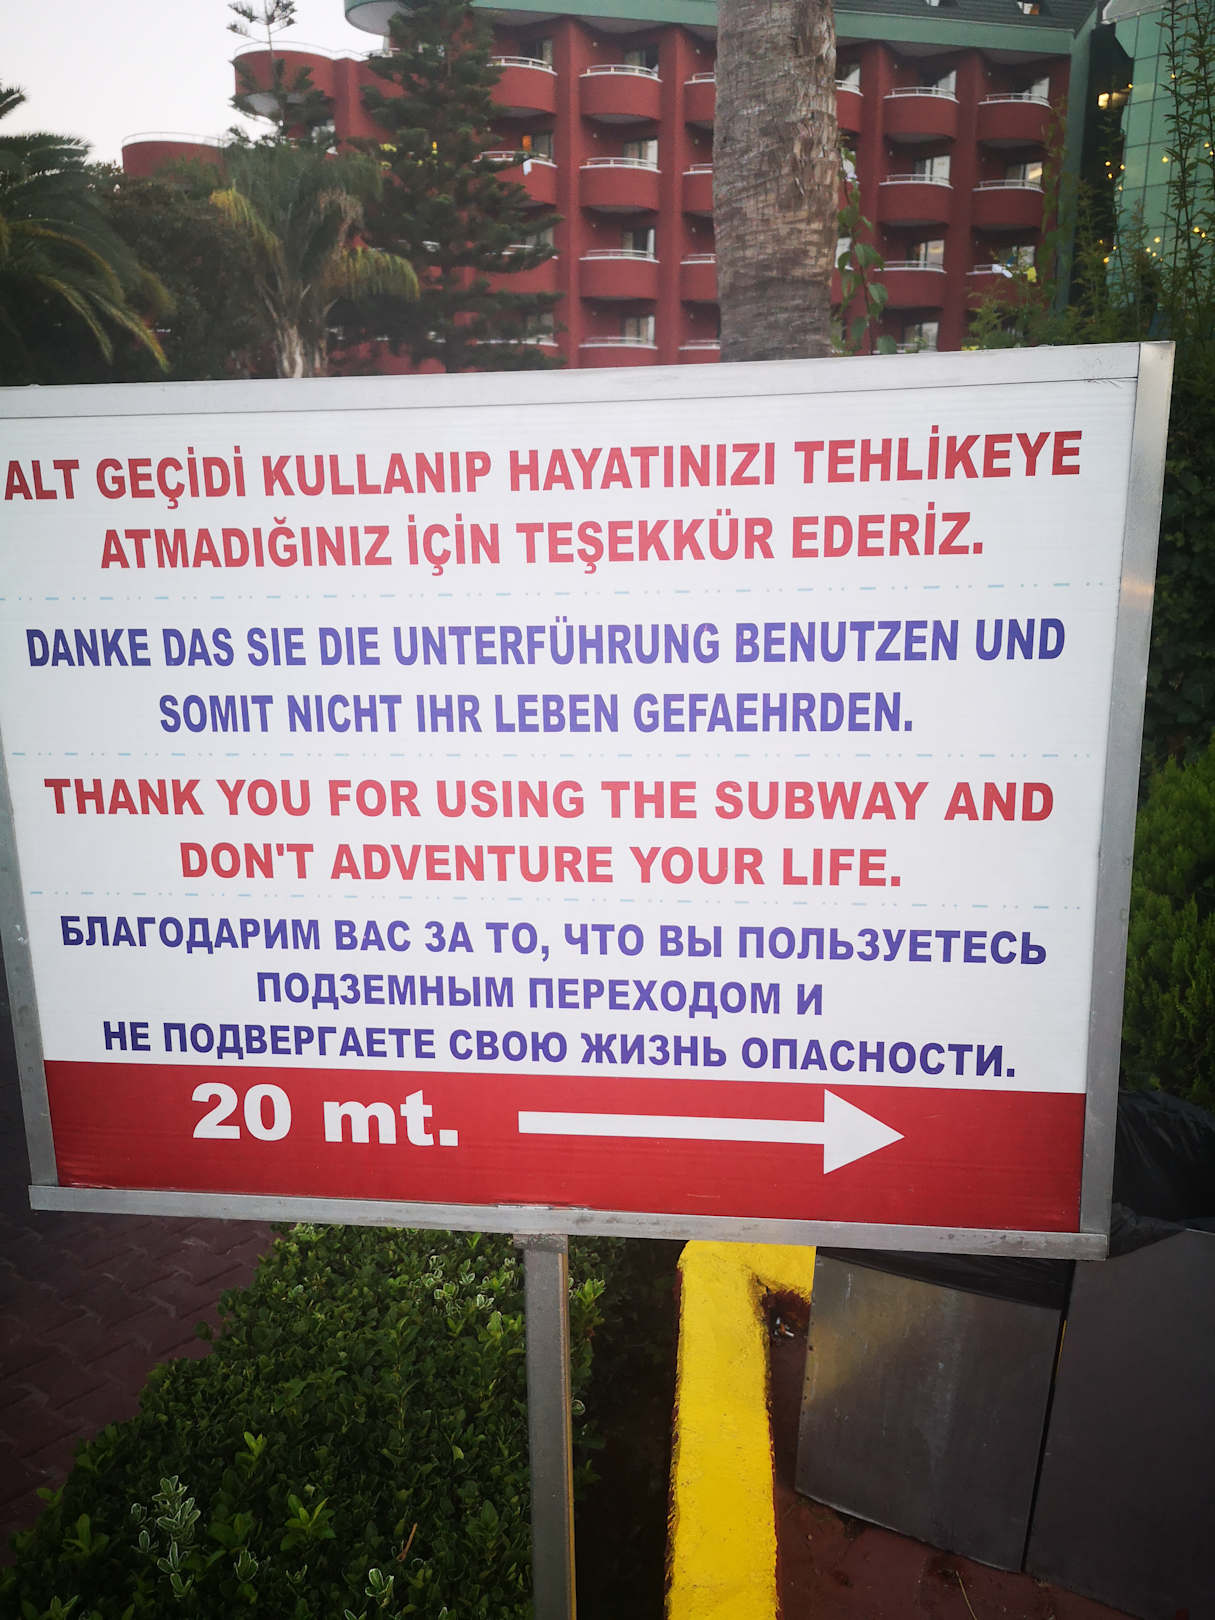 ALT GEÇİDİ KULLANIP HAYATINIZI TEHLİKEYE
ATMADIĞINIZ İÇİN TEŞEKKÜR EDERİZ.
DANKE DAS SIE DIE UNTERFÜHRUNG BENUTZEN UND
SOMIT NICHT IHR LEBEN GEFAEHRDEN.
THANK YOU FOR USING THE SUBWAY AND
DON'T ADVENTURE YOUR LIFE.
БЛАГОДАРИМ ВАС ЗА ТО, ЧТО ВЫ ПОЛЬЗУЕТЕСЬ
ПОДЗЕМНЫМ ПЕРЕХОДОМ И
НЕ ПОДВЕРГАЕТЕ СВОЮ ЖИЗНЬ ОПАСНОСТИ.
20 mt.